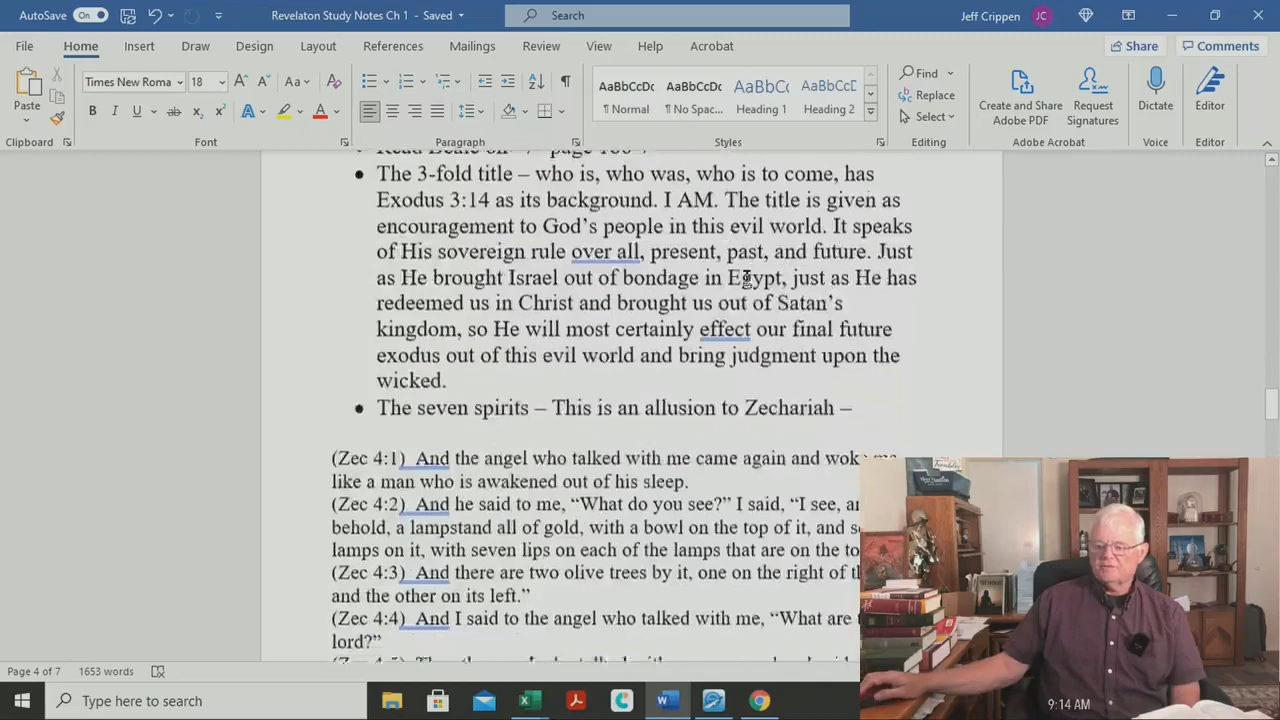 AutoSave On Revelaton Study Notes Ch 1 - Saved Search Jeff Crippen JC
File Home Insert Draw Design Layout References Mailings Review View Help Acrobat Share Comments
Paste
Times New Roma 18
AaBbCcDc AaBbCcDc AaBbCc AaBbCcD
¶ Normal ¶ No Spac... Heading 1 Heading 2
Find
Replace
Select
Create and Share Adobe PDF
Request Signatures
Dictate
Editor
Clipboard Font Paragraph Styles Editing Adobe Acrobat Voice Editor
• The 3-fold title – who is, who was, who is to come, has
Exodus 3:14 as its background. I AM. The title is given as
encouragement to God's people in this evil world. It speaks
of His sovereign rule over all, present, past, and future. Just
as He brought Israel out of bondage in Egypt, just as He has
redeemed us in Christ and brought us out of Satan's
kingdom, so He will most certainly effect our final future
exodus out of this evil world and bring judgment upon the
wicked.
• The seven spirits – This is an allusion to Zechariah –
(Zec 4:1) And the angel who talked with me came again and woke
like a man who is awakened out of his sleep.
(Zec 4:2) And he said to me, “What do you see?” I said, “I see,
behold, a lampstand all of gold, with a bowl on the top of it, and
lamps on it, with seven lips on each of the lamps that are on the
(Zec 4:3) And there are two olive trees by it, one on the right of
and the other on its left.”
(Zec 4:4) And I said to the angel who talked with me, “What are
lord?”
Page 4 of 7 1653 words
Type here to search
9:14 AM